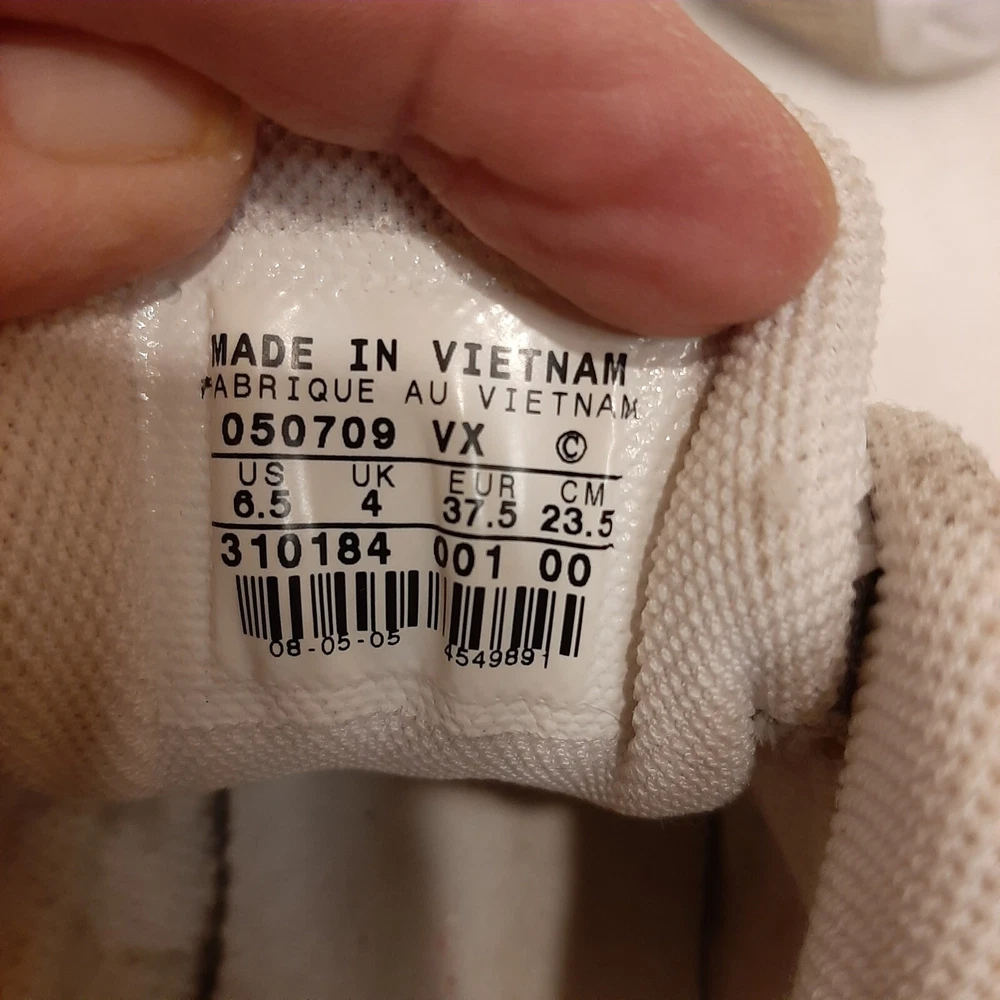 MADE IN VIETNAM
FABRIQUE AU VIETNAM
050709 VX ©
US UK EUR CM
6.5 4 37.5 23.5
310184 001 00
08-05-05 4549891